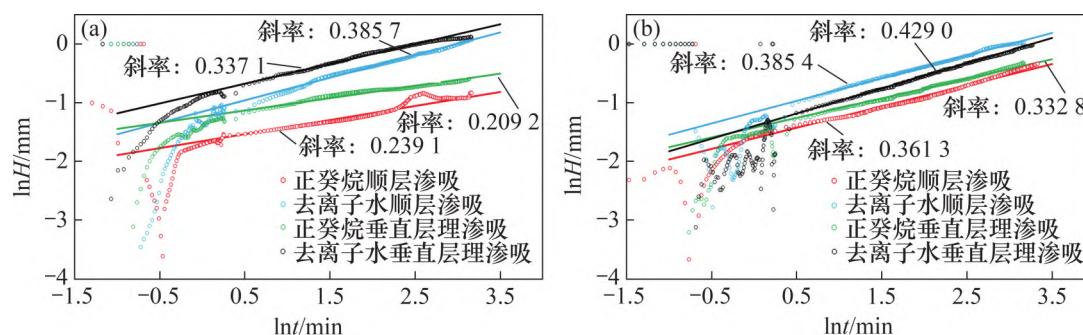 (a)
斜率：0.385 7
斜率：0.337 1
斜率：0.209 2
斜率：0.239 1
正癸烷顺层渗吸
去离子水顺层渗吸
正癸烷垂直层理渗吸
去离子水垂直层理渗吸
lnH/mm
0
−1
−2
−3
−4
−1.5
−0.5
0.5
1.5
2.5
3.5
lnt/min
(b)
斜率：0.429 0
斜率：0.385 4
斜率：0.332 8
斜率：0.361 3
正癸烷顺层渗吸
去离子水顺层渗吸
正癸烷垂直层理渗吸
去离子水垂直层理渗吸
lnH/mm
0
−1
−2
−3
−4
−1.5
−0.5
0.5
1.5
2.5
3.5
lnt/min